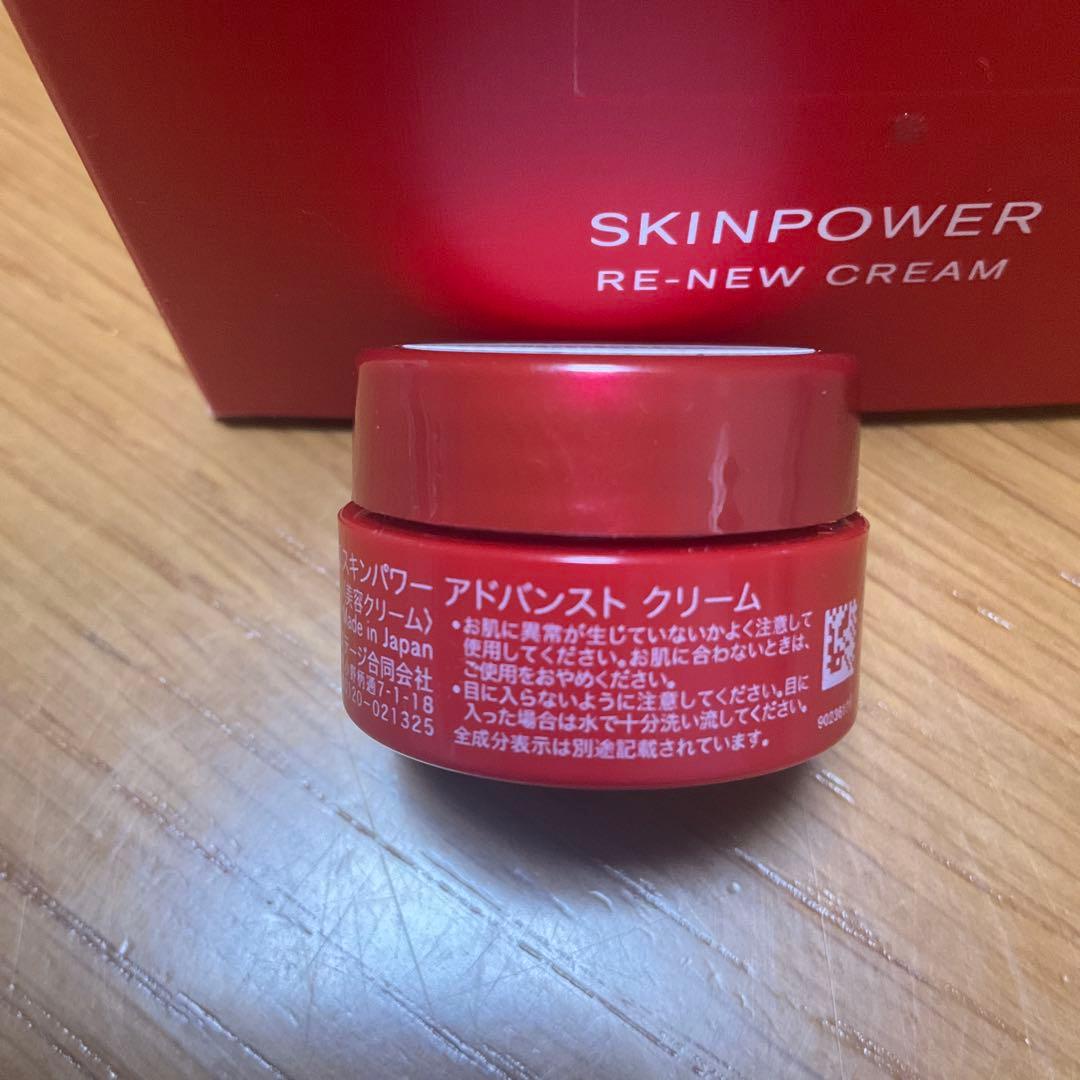 SKINPOWER
RE-NEW CREAM
スキンパワー アドバンスト クリーム
美容クリーム〉
Made in Japan
ケージ合同会社
7-1-18
120-021325
•お肌に異常が生じていないかよく注意して
使用してください。お肌に合わないときは、
ご使用をおやめください。
•目に入らないように注意してください。目に
入った場合は水で十分洗い流してください。
全成分表示は別途記載されています。